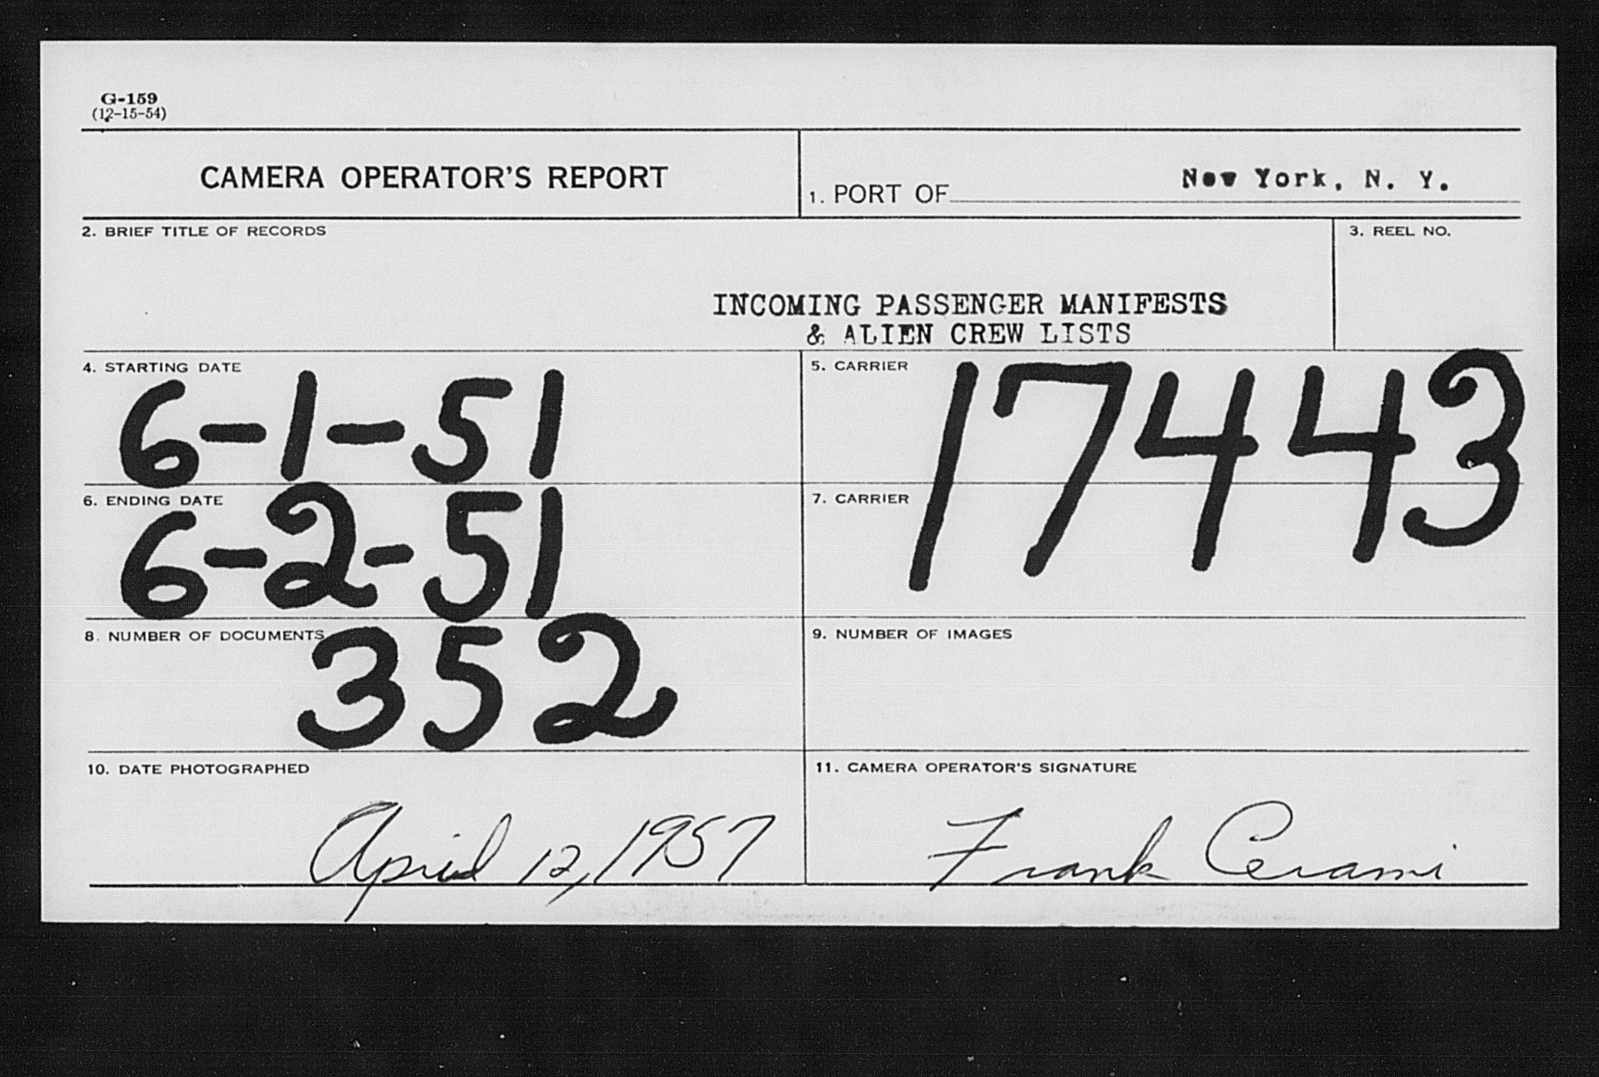 G-159
(12-15-54)
CAMERA OPERATOR'S REPORT
1. PORT OF New York, N. Y.
2. BRIEF TITLE OF RECORDS
3. REEL NO.
INCOMING PASSENGER MANIFESTS
& ALIEN CREW LISTS
4. STARTING DATE
6-1-51
5. CARRIER
17443
6. ENDING DATE
6-2-51
7. CARRIER
8. NUMBER OF DOCUMENTS
352
9. NUMBER OF IMAGES
10. DATE PHOTOGRAPHED
April 12, 1957
11. CAMERA OPERATOR'S SIGNATURE
Frank Cerami